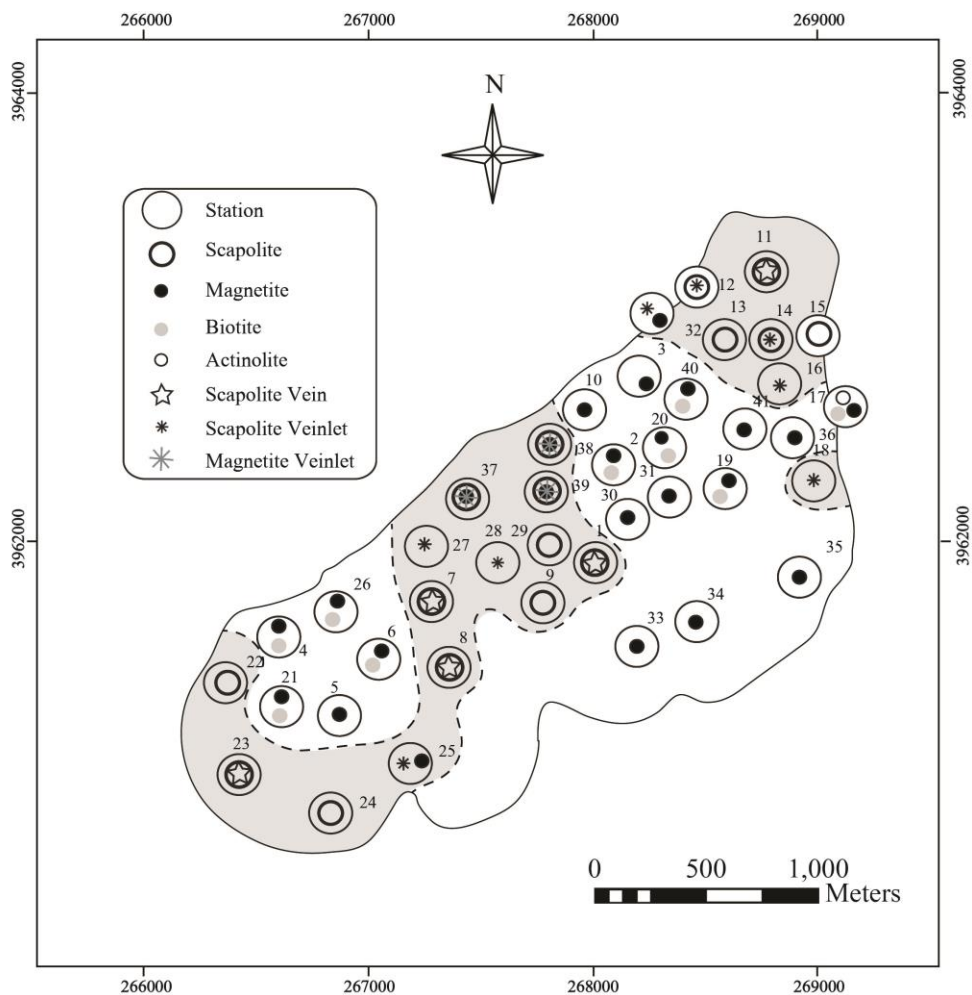 266000 267000 268000 269000
3964000 3964000
N
Station
Scapolite
Magnetite
Biotite
Actinolite
Scapolite Vein
Scapolite Veinlet
Magnetite Veinlet
11
12
13 14 15
32
3
16
10 40 17
41
20 36
2 38 18
37 31 19
39 30
3962000 3962000
28 29 1
27 35
7 9
26 34
6 33
4 8
22
21 5
23 25
24
0 500 1,000
Meters
266000 267000 268000 269000